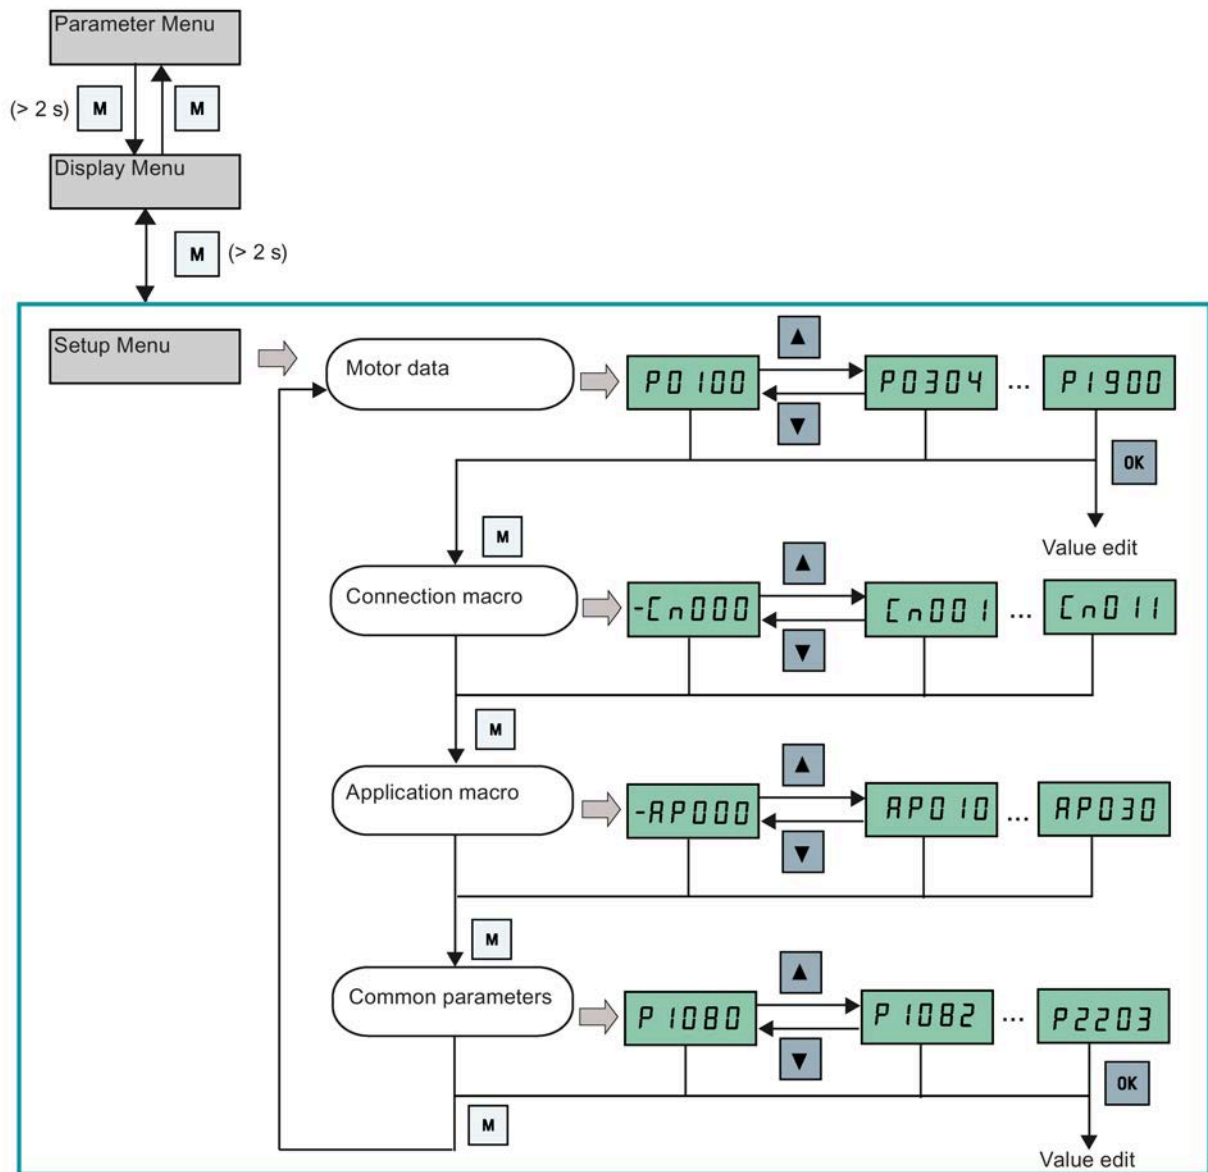 Parameter Menu
(> 2 s) M M
Display Menu
M (> 2 s)
Setup Menu
Motor data
P0100
P0304
...
P1900
OK
Value edit
M
Connection macro
-Cn000
Cn001
...
Cn011
M
Application macro
-AP000
AP010
...
AP030
M
Common parameters
P1080
P1082
...
P2203
OK
Value edit
M